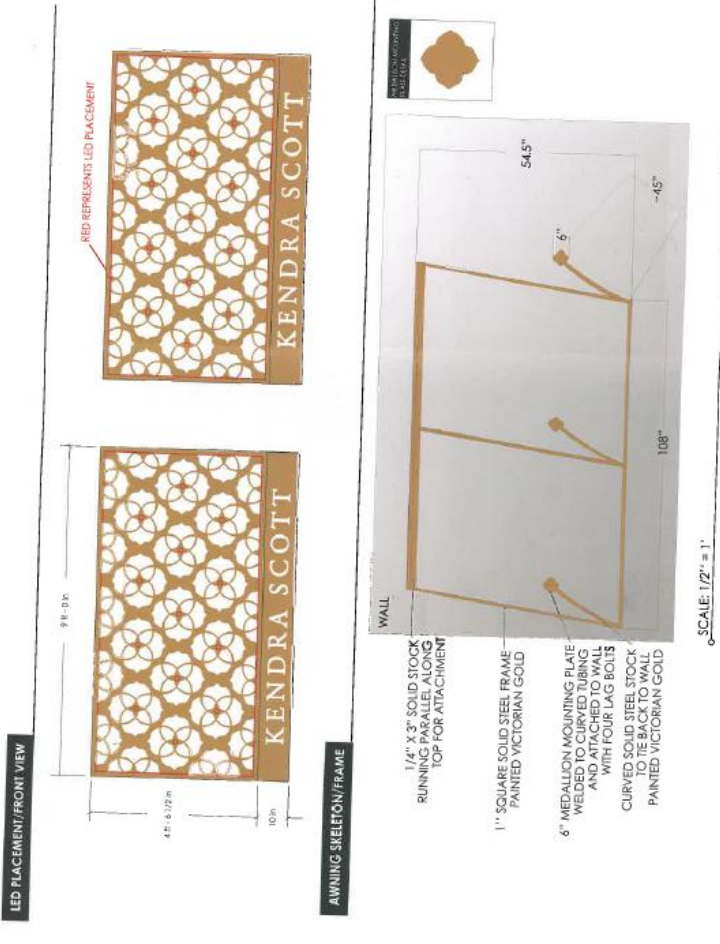 LED PLACEMENT/FRONT VIEW
9 ft - 0 in
RED REPRESENTS LED PLACEMENT
4 ft - 6 1/2 in
10 in
KENDRA SCOTT
KENDRA SCOTT
AWNING SKELETON/FRAME
WALL
MEDALLION MOUNTING
PLATE DETAIL
1/4" X 3" SOLID STOCK
RUNNING PARALLEL ALONG
TOP FOR ATTACHMENT
1" SQUARE SOLID STEEL FRAME
PAINTED VICTORIAN GOLD
6" MEDALLION MOUNTING PLATE
WELDED TO CURVED TUBING
AND ATTACHED TO WALL
WITH FOUR LAG BOLTS
CURVED SOLID STEEL STOCK
TO TIE BACK TO WALL
PAINTED VICTORIAN GOLD
54.5"
6"
~45"
108"
SCALE: 1/2" = 1'